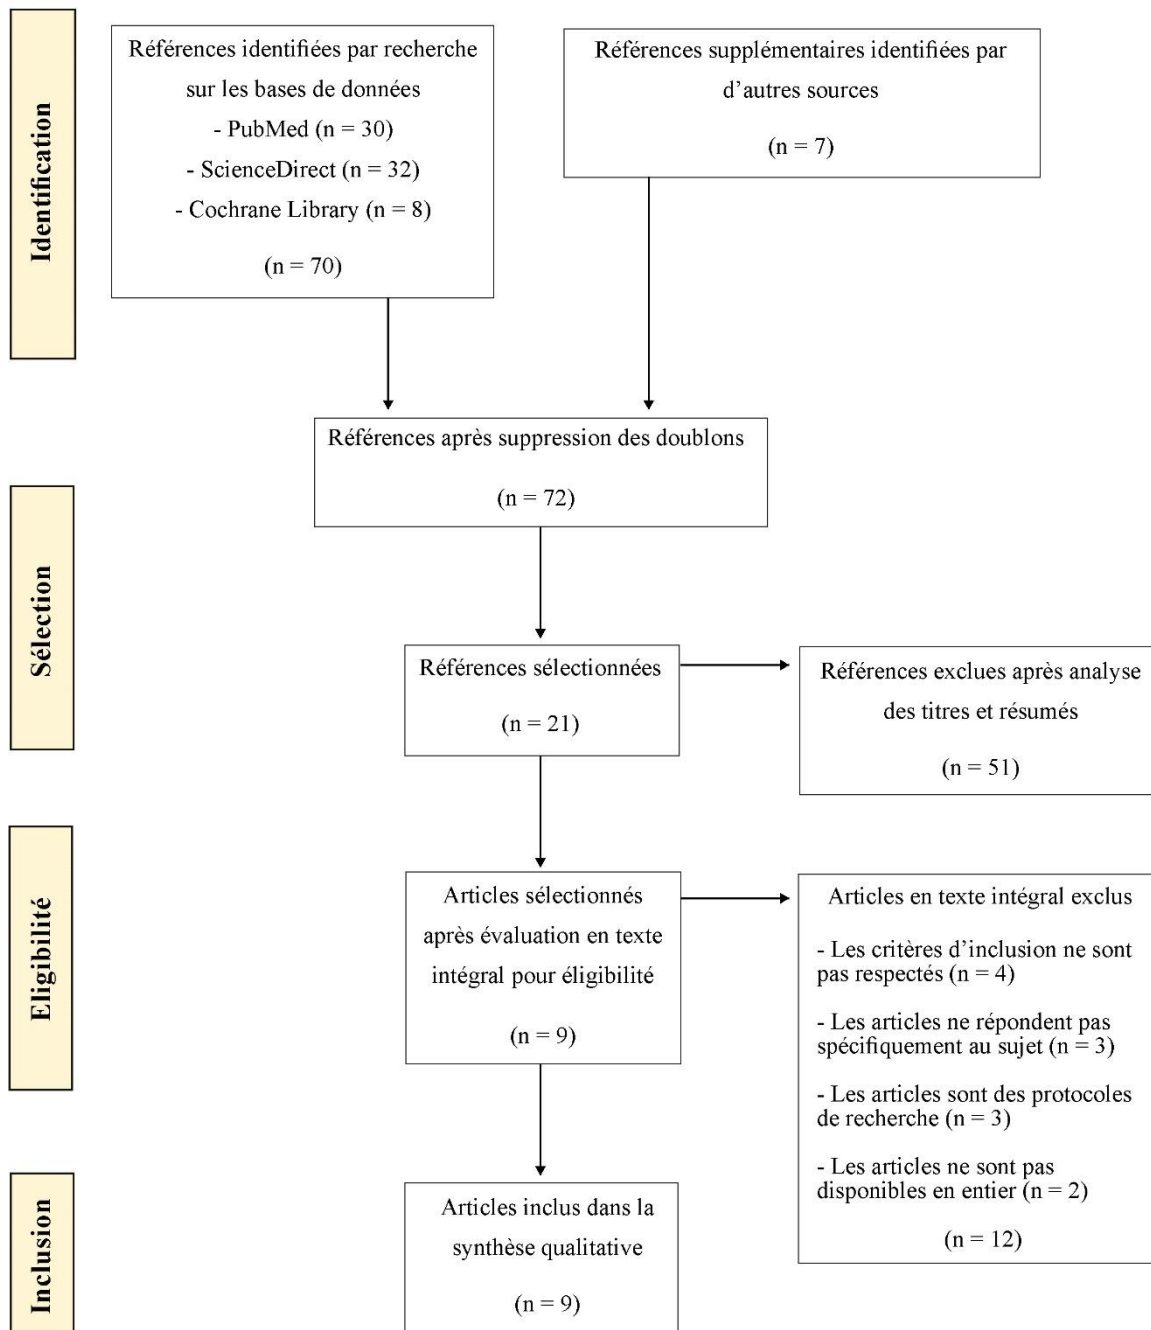 Identification
Références identifiées par recherche
sur les bases de données
- PubMed (n = 30)
- ScienceDirect (n = 32)
- Cochrane Library (n = 8)
(n = 70)
Références supplémentaires identifiées par
d'autres sources
(n = 7)
Références après suppression des doublons
(n = 72)
Sélection
Références sélectionnées
(n = 21)
Références exclues après analyse
des titres et résumés
(n = 51)
Eligibilité
Articles sélectionnés
après évaluation en texte
intégral pour éligibilité
(n = 9)
Articles en texte intégral exclus
- Les critères d'inclusion ne sont
pas respectés (n = 4)
- Les articles ne répondent pas
spécifiquement au sujet (n = 3)
- Les articles sont des protocoles
de recherche (n = 3)
- Les articles ne sont pas
disponibles en entier (n = 2)
(n = 12)
Inclusion
Articles inclus dans la
synthèse qualitative
(n = 9)